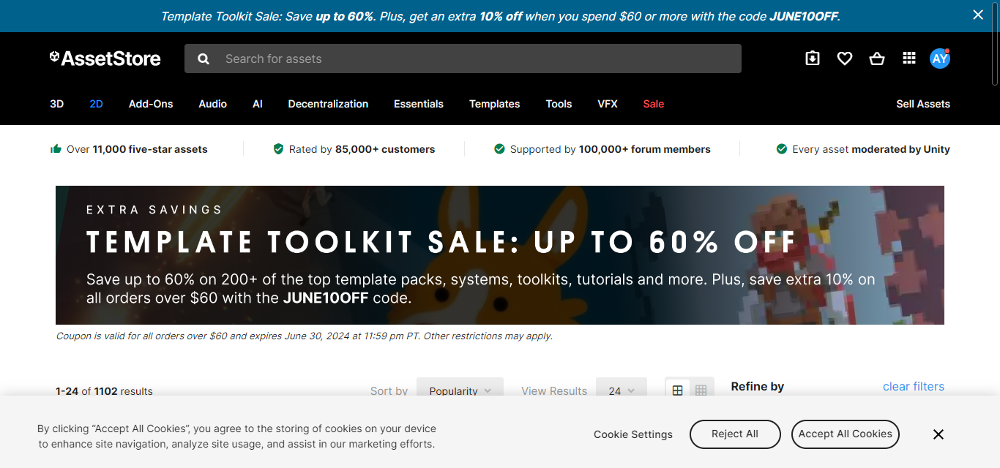 Template Toolkit Sale: Save up to 60%. Plus, get an extra 10% off when you spend $60 or more with the code JUNE10OFF.
AssetStore
Search for assets
AY
3D 2D Add-Ons Audio AI Decentralization Essentials Templates Tools VFX Sale Sell Assets
Over 11,000 five-star assets
Rated by 85,000+ customers
Supported by 100,000+ forum members
Every asset moderated by Unity
EXTRA SAVINGS
TEMPLATE TOOLKIT SALE: UP TO 60% OFF
Save up to 60% on 200+ of the top template packs, systems, toolkits, tutorials and more. Plus, save extra 10% on
all orders over $60 with the JUNE10OFF code.
Coupon is valid for all orders over $60 and expires June 30, 2024 at 11:59 pm PT. Other restrictions may apply.
1-24 of 1102 results
Sort by Popularity
View Results 24
Refine by
clear filters
By clicking “Accept All Cookies”, you agree to the storing of cookies on your device
to enhance site navigation, analyze site usage, and assist in our marketing efforts.
Cookie Settings
Reject All
Accept All Cookies